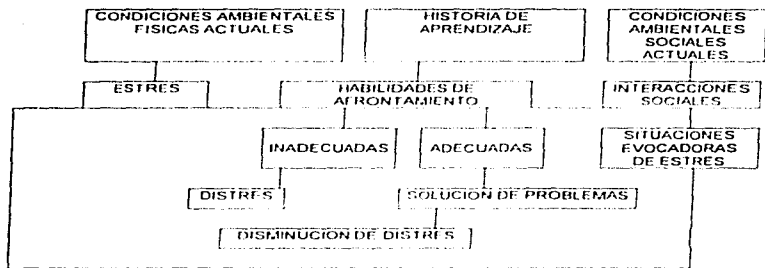 CONDICIONES AMBIENTALES
FISICAS ACTUALES
HISTORIA DE
APRENDIZAJE
CONDICIONES
AMBIENTALES
SOCIALES
ACTUALES
ESTRES
HABILIDADES DE
AFRONTAMIENTO
INTERACCIONES
SOCIALES
INADECUADAS
ADECUADAS
SITUACIONES
EVOCADORAS
DE ESTRES
DISTRES
SOLUCION DE PROBLEMAS
DISMINUCION DE DISTRES